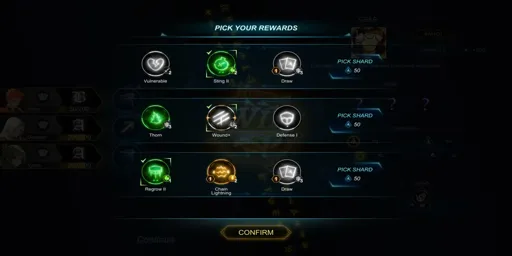 PICK YOUR REWARDS
Vulnerable
Sting II
Draw
PICK SHARD
50
Thorn
Wound+
Defense I
PICK SHARD
50
Regrow II
Chain Lightning
Draw
PICK SHARD
50
CONFIRM